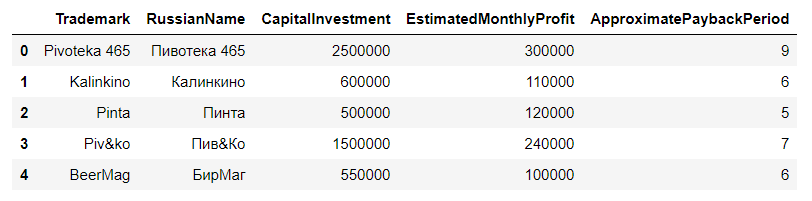 Trademark RussianName CapitalInvestment EstimatedMonthlyProfit ApproximatePaybackPeriod
0 Pivoteka 465 Пивотека 465 2500000 300000 9
1 Kalinkino Калинкино 600000 110000 6
2 Pinta Пинта 500000 120000 5
3 Piv&ko Пив&Ко 1500000 240000 7
4 BeerMag БирМаг 550000 100000 6